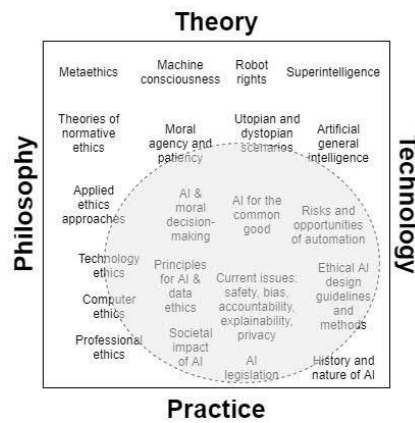 Theory
Metaethics
Machine
consciousness
Robot
rights
Superintelligence
Theories of
normative
ethics
Moral
agency and
patiency
Utopian and
dystopian
scenarios
Artificial
general
intelligence
Philosophy
Technology
Applied
ethics
approaches
AI &
moral
decision-
making
AI for the
common
good
Risks and
opportunities
of automation
Technology
ethics
Principles
for AI &
data
ethics
Current issues:
safety, bias,
accountability,
explainability,
privacy
Ethical AI
design
guidelines
and
methods
Computer
ethics
Professional
ethics
Societal
impact
of AI
AI
legislation
History and
nature of AI
Practice